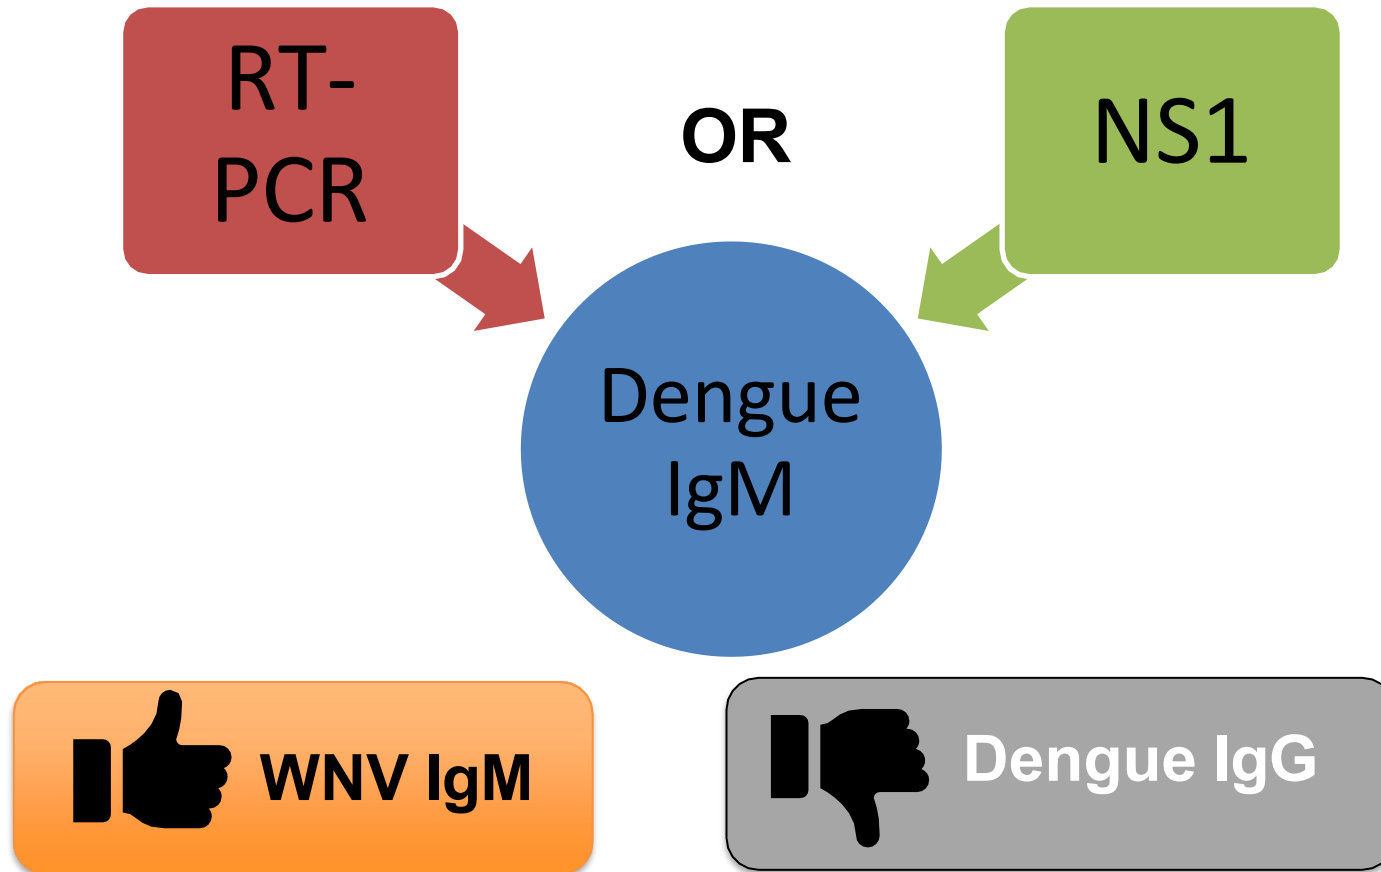 RT-
PCR
OR
NS1
Dengue
IgM
WNV IgM
Dengue IgG